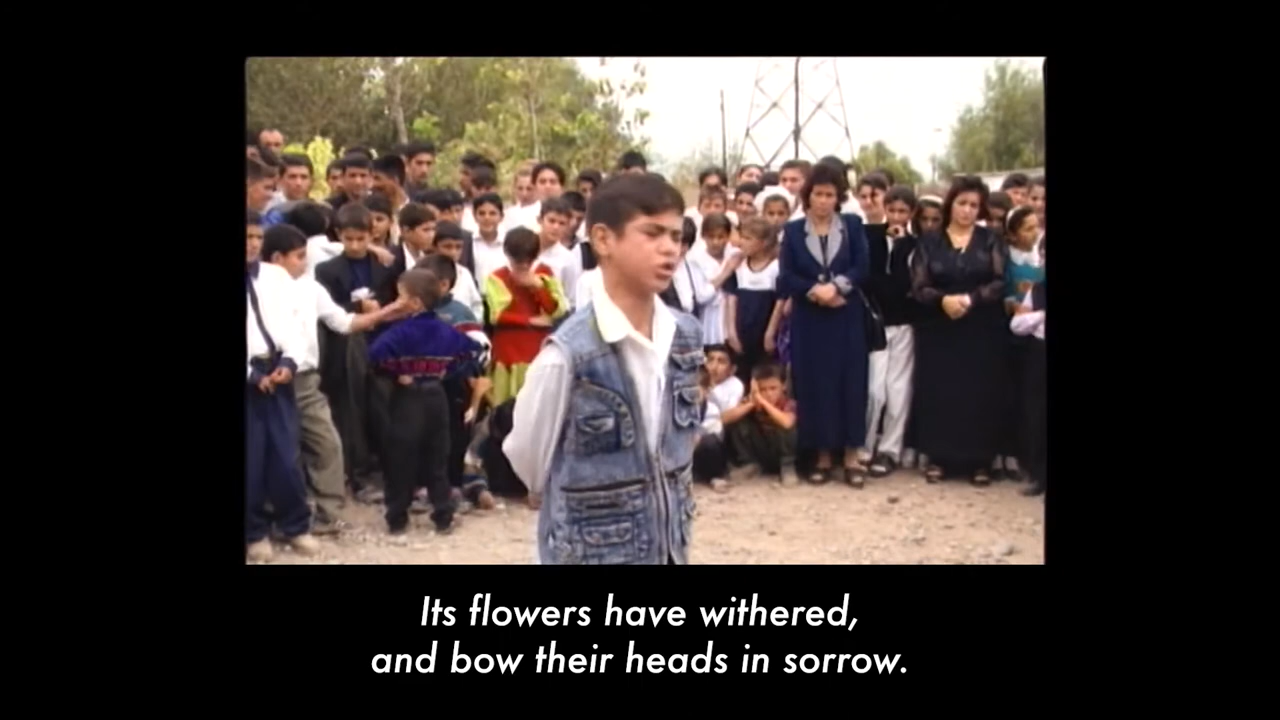 Its flowers have withered,
and bow their heads in sorrow.